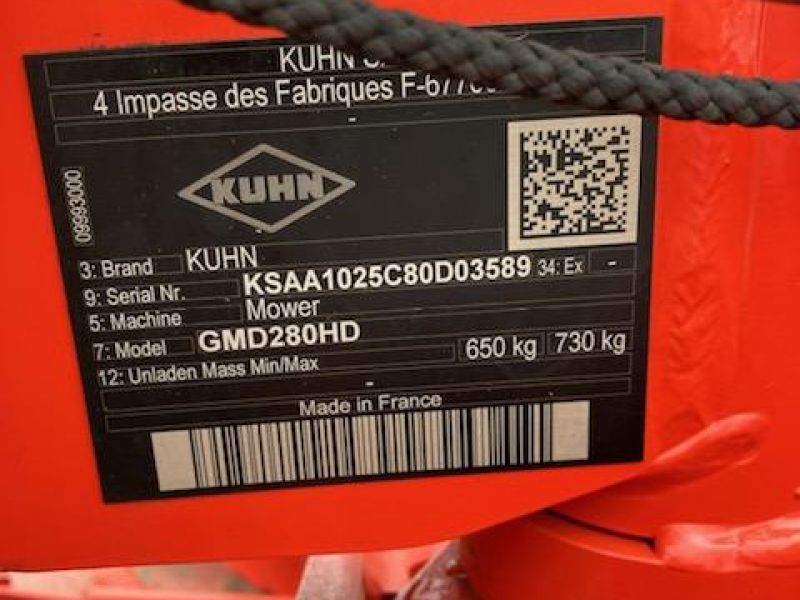 KUHN
4 Impasse des Fabriques
-
KUHN
09993000
3: Brand KUHN
9: Serial Nr. KSAA1025C80D03589 34: Ex -
5: Machine Mower
7: Model GMD280HD
12: Unladen Mass Min/Max 650 kg 730 kg
-
Made in France